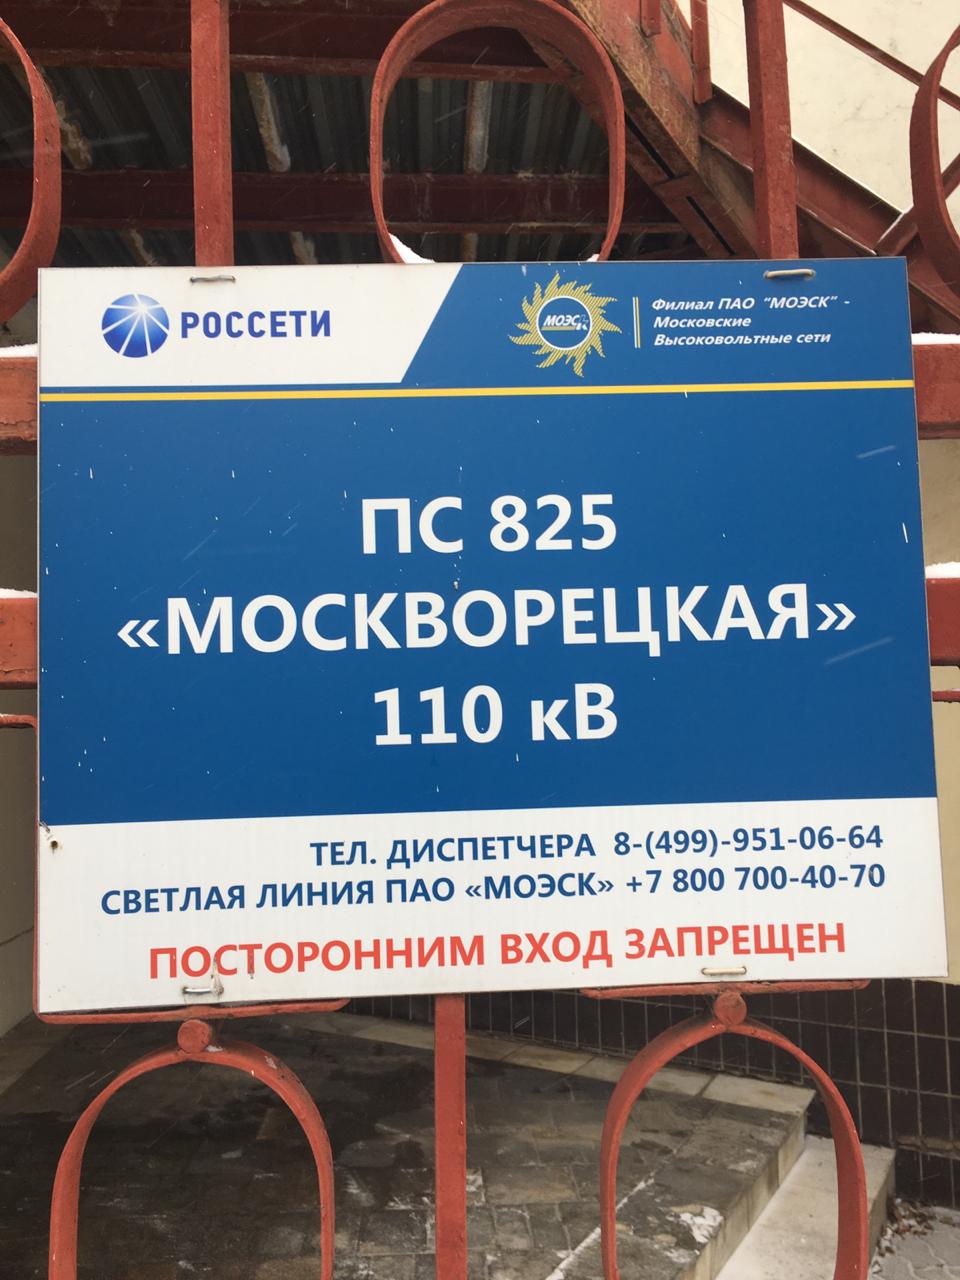 РОССЕТИ
МОЭСК
Филиал ПАО "МОЭСК" -
Московские
Высоковольтные сети
ПС 825
«МОСКВОРЕЦКАЯ»
110 кВ
ТЕЛ. ДИСПЕТЧЕРА 8-(499)-951-06-64
СВЕТЛАЯ ЛИНИЯ ПАО «МОЭСК» +7 800 700-40-70
ПОСТОРОННИМ ВХОД ЗАПРЕЩЕН